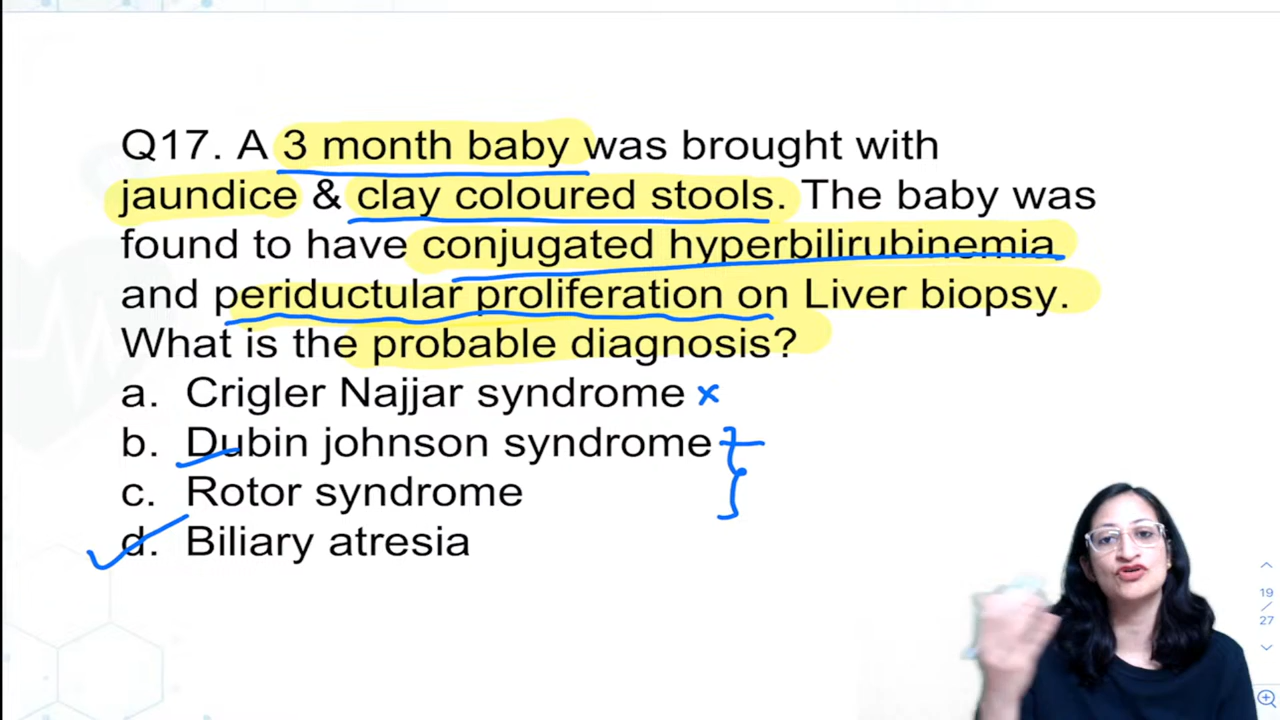 Q17. A 3 month baby was brought with
jaundice & clay coloured stools. The baby was
found to have conjugated hyperbilirubinemia
and periductular proliferation on Liver biopsy.
What is the probable diagnosis?
a. Crigler Najjar syndrome x
b. Dubin johnson syndrome
c. Rotor syndrome
d. Biliary atresia
19
/
27